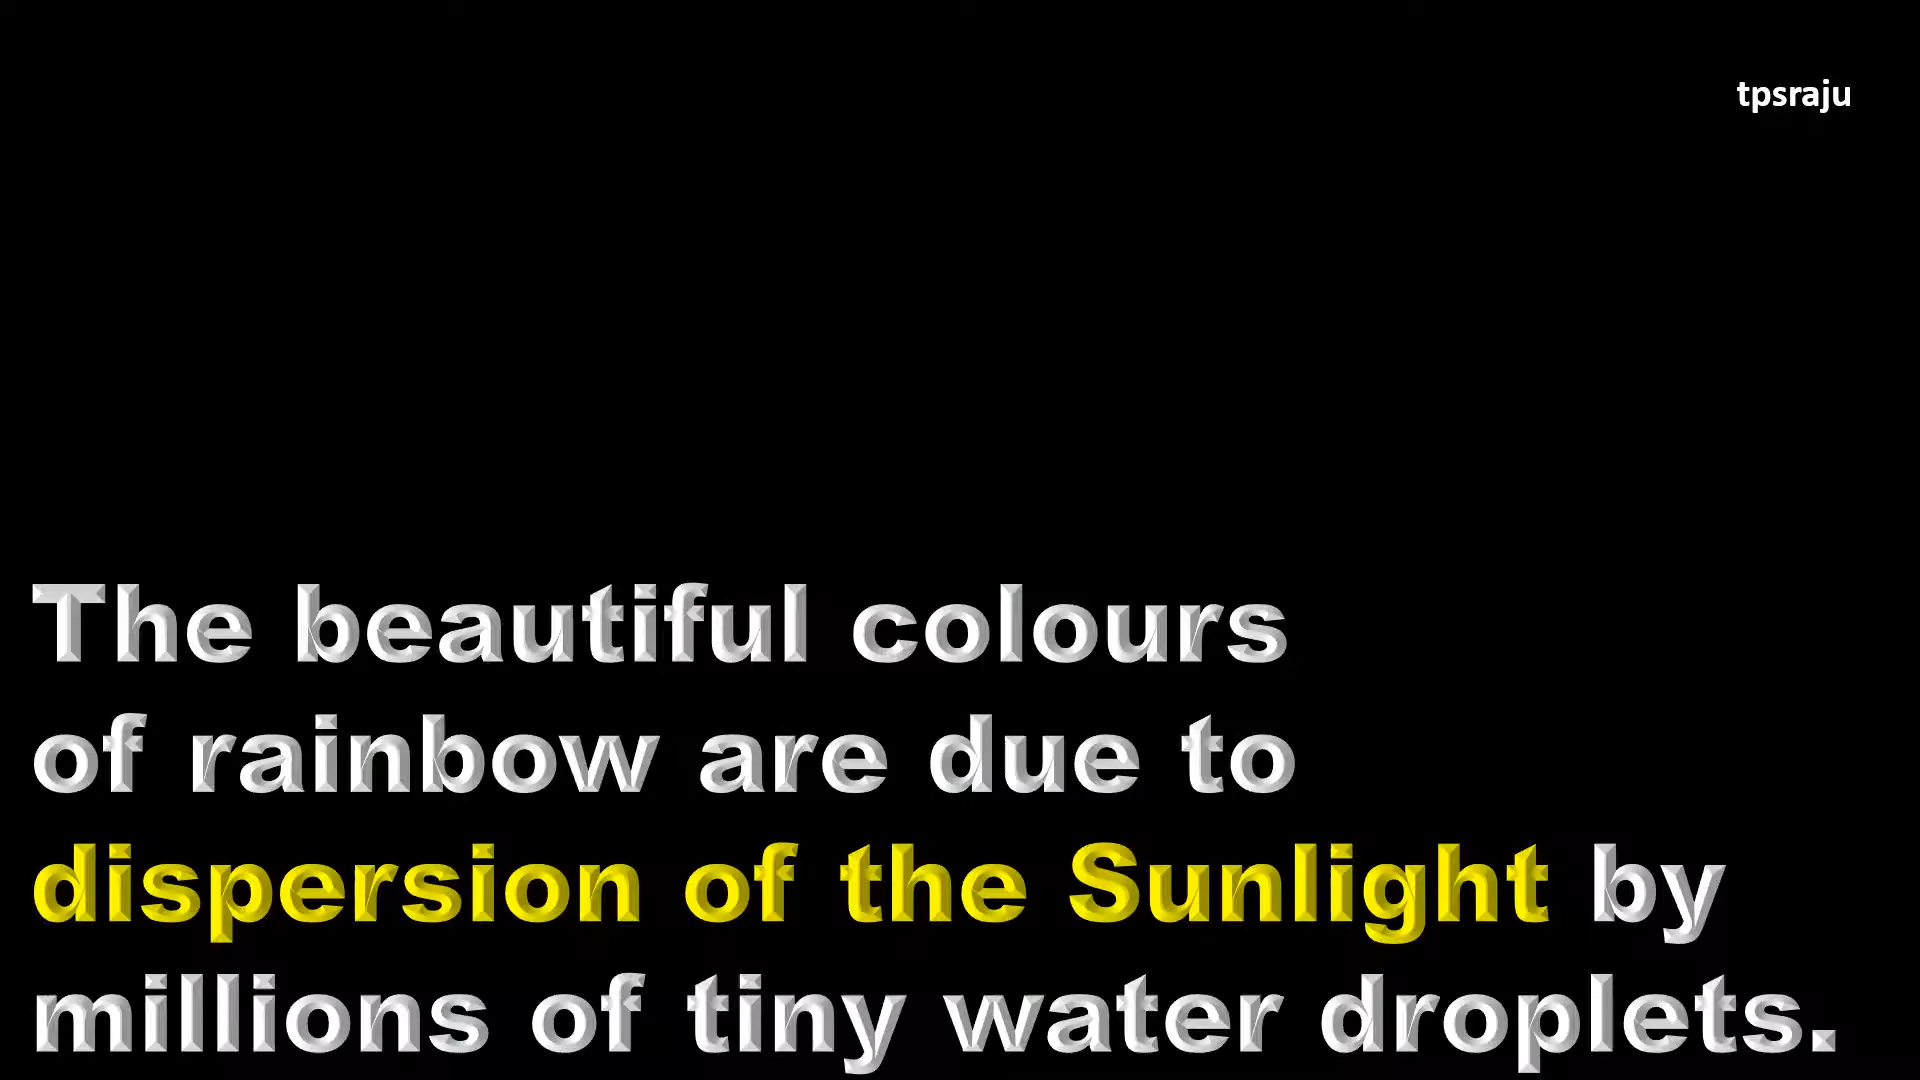 tpsraju
The beautiful colours
of rainbow are due to
dispersion of the Sunlight by
millions of tiny water droplets.